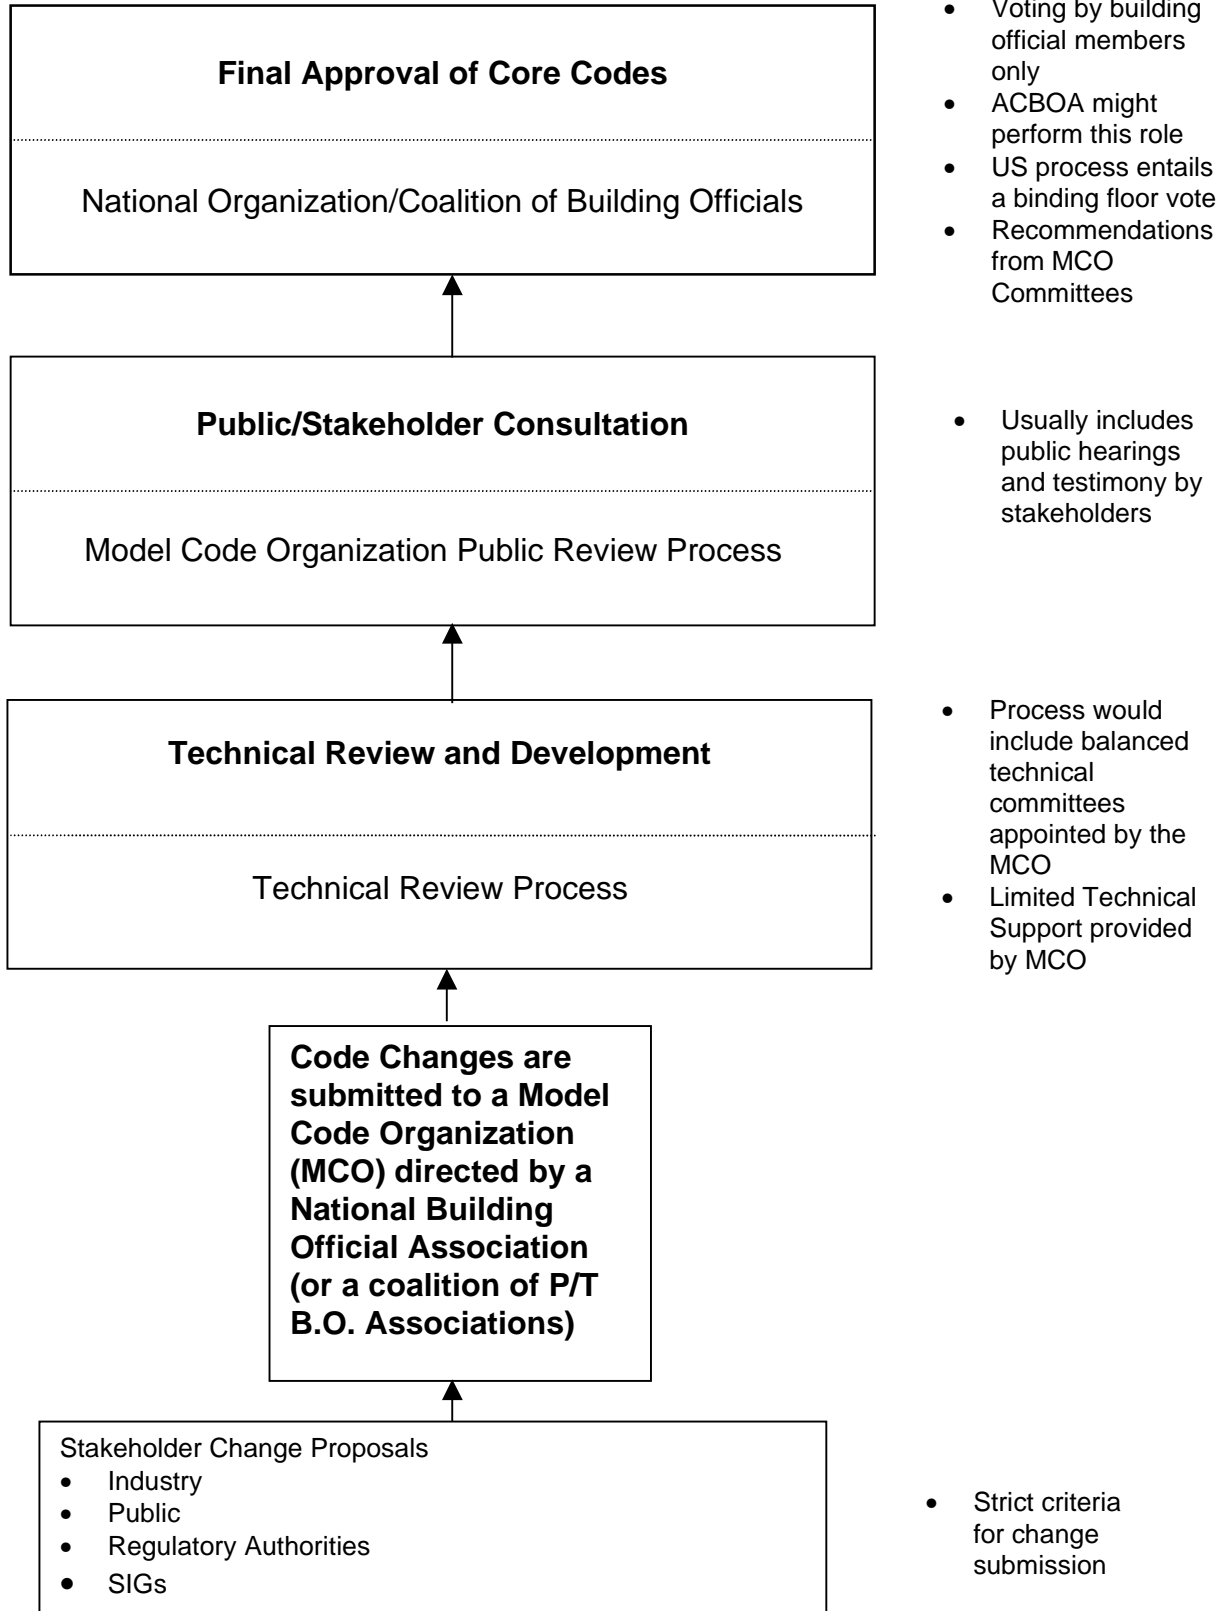 Final Approval of Core Codes
National Organization/Coalition of Building Officials
• Voting by building
official members
only
• ACBOA might
perform this role
• US process entails
a binding floor vote
• Recommendations
from MCO
Committees
Public/Stakeholder Consultation
Model Code Organization Public Review Process
• Usually includes
public hearings
and testimony by
stakeholders
Technical Review and Development
Technical Review Process
• Process would
include balanced
technical
committees
appointed by the
MCO
• Limited Technical
Support provided
by MCO
Code Changes are
submitted to a Model
Code Organization
(MCO) directed by a
National Building
Official Association
(or a coalition of P/T
B.O. Associations)
Stakeholder Change Proposals
• Industry
• Public
• Regulatory Authorities
• SIGs
• Strict criteria
for change
submission